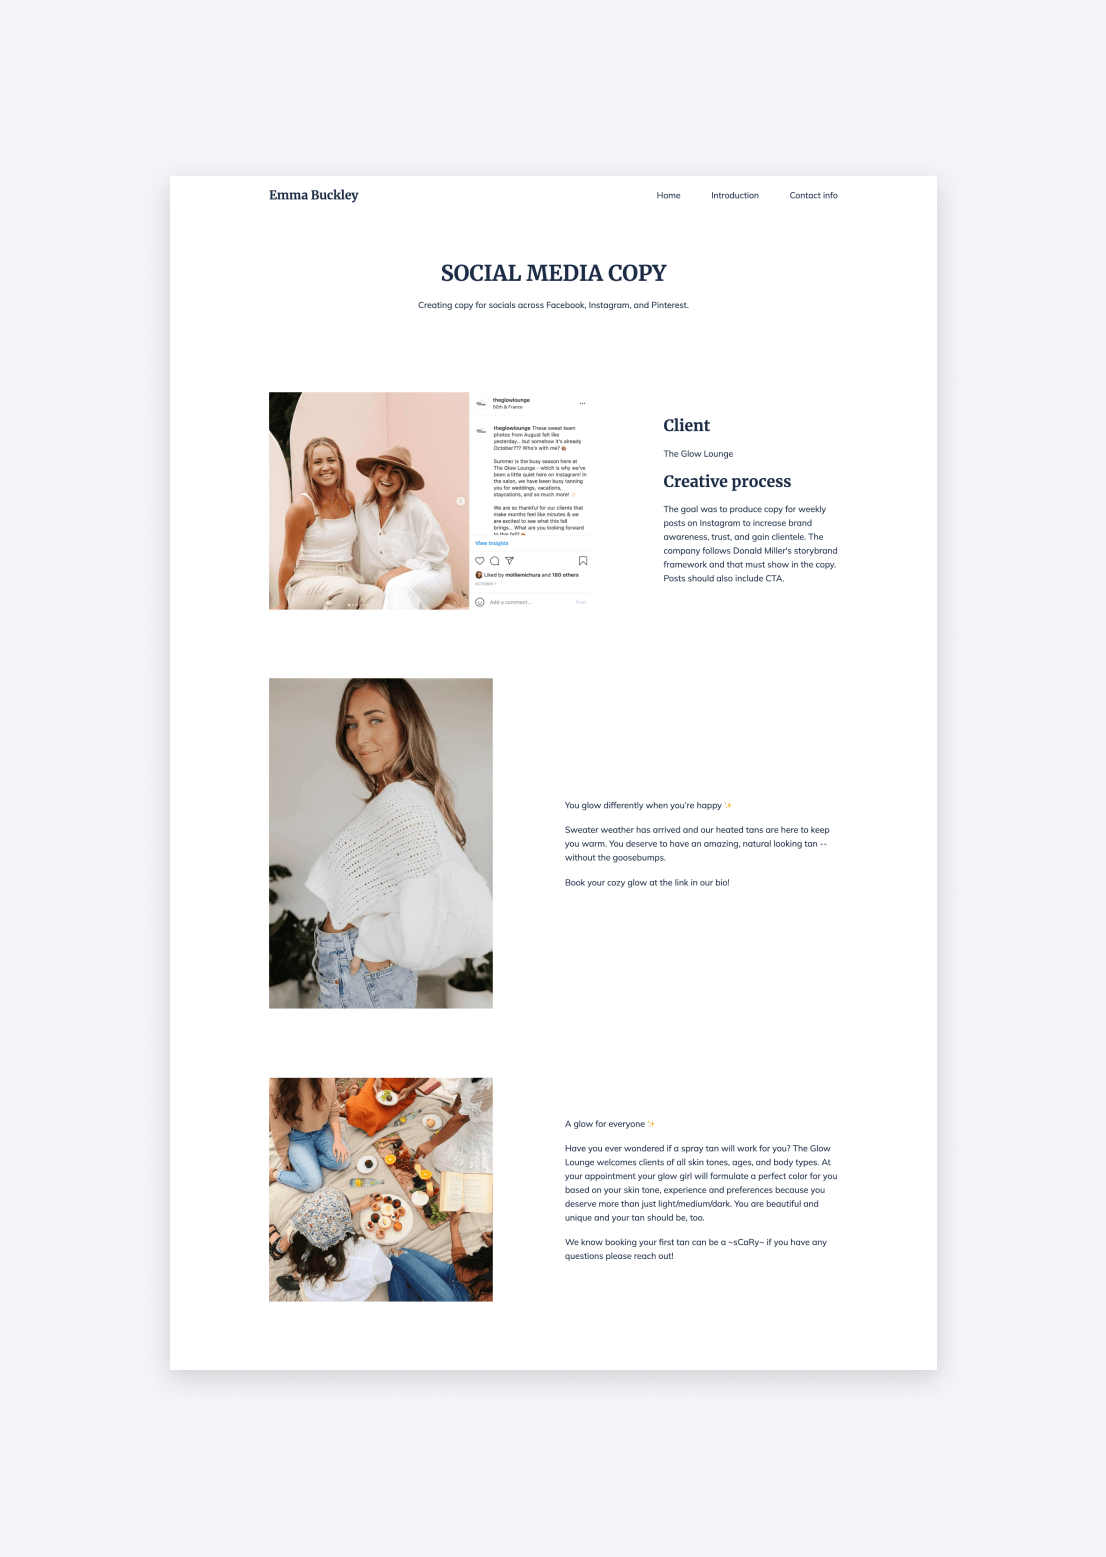 Emma Buckley
Home Introduction Contact info
SOCIAL MEDIA COPY
Creating copy for socials across Facebook, Instagram, and Pinterest.
theglowlounge
50th & France
theglowlounge These sweet team
photos from August felt like
yesterday... but somehow it's already
October??? Who's with me? 🙋🏽‍♀️
Summer is the busy season here at
The Glow Lounge - which is why we've
been a little quiet here on Instagram! In
the salon, we have been busy tanning
you for weddings, vacations,
staycations, and so much more! ✨
We are so thankful for our clients that
make months feel like minutes & we
are excited to see what this fall
brings... What are you looking forward
to this fall?
View Insights
Liked by molliemichura and 180 others
OCTOBER 1
Add a comment...
Post
Client
The Glow Lounge
Creative process
The goal was to produce copy for weekly
posts on Instagram to increase brand
awareness, trust, and gain clientele. The
company follows Donald Miller's storybrand
framework and that must show in the copy.
Posts should also include CTA.
You glow differently when you're happy ✨
Sweater weather has arrived and our heated tans are here to keep
you warm. You deserve to have an amazing, natural looking tan --
without the goosebumps.
Book your cozy glow at the link in our bio!
A glow for everyone ✨
Have you ever wondered if a spray tan will work for you? The Glow
Lounge welcomes clients of all skin tones, ages, and body types. At
your appointment your glow girl will formulate a perfect color for you
based on your skin tone, experience and preferences because you
deserve more than just light/medium/dark. You are beautiful and
unique and your tan should be, too.
We know booking your first tan can be a ~sCaRy~ if you have any
questions please reach out!